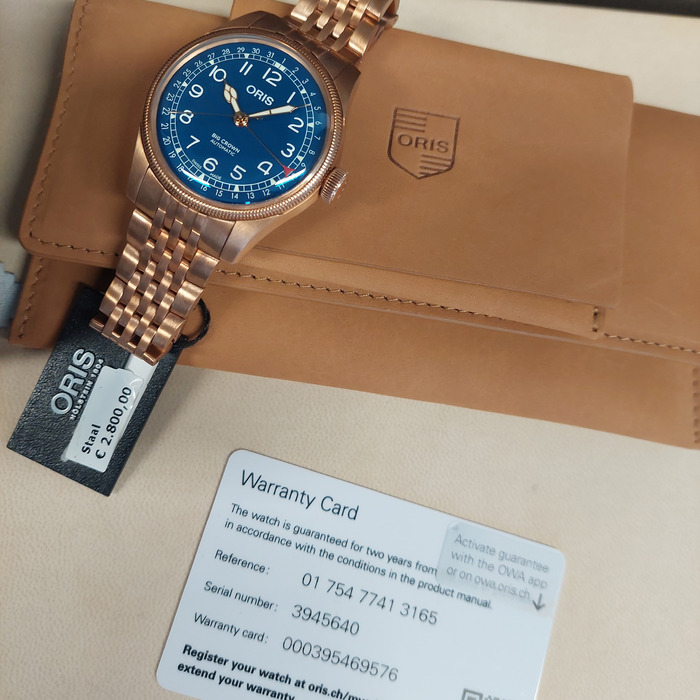 ORIS
BIG CROWN
AUTOMATIC
SWISS MADE
12
1
2
3
4
5
6
7
8
9
10
11
ORIS
ORIS
HÖLSTEIN 1904
Staal
€ 2.800,00
Warranty Card
The watch is guaranteed for two years from
in accordance with the conditions in the product manual.
Activate guarantee
with the OWA app
or on owa.oris.ch
Reference: 01 754 7741 3165
Serial number: 3945640
Warranty card: 000395469576
Register your watch at oris.ch/my
extend your warranty